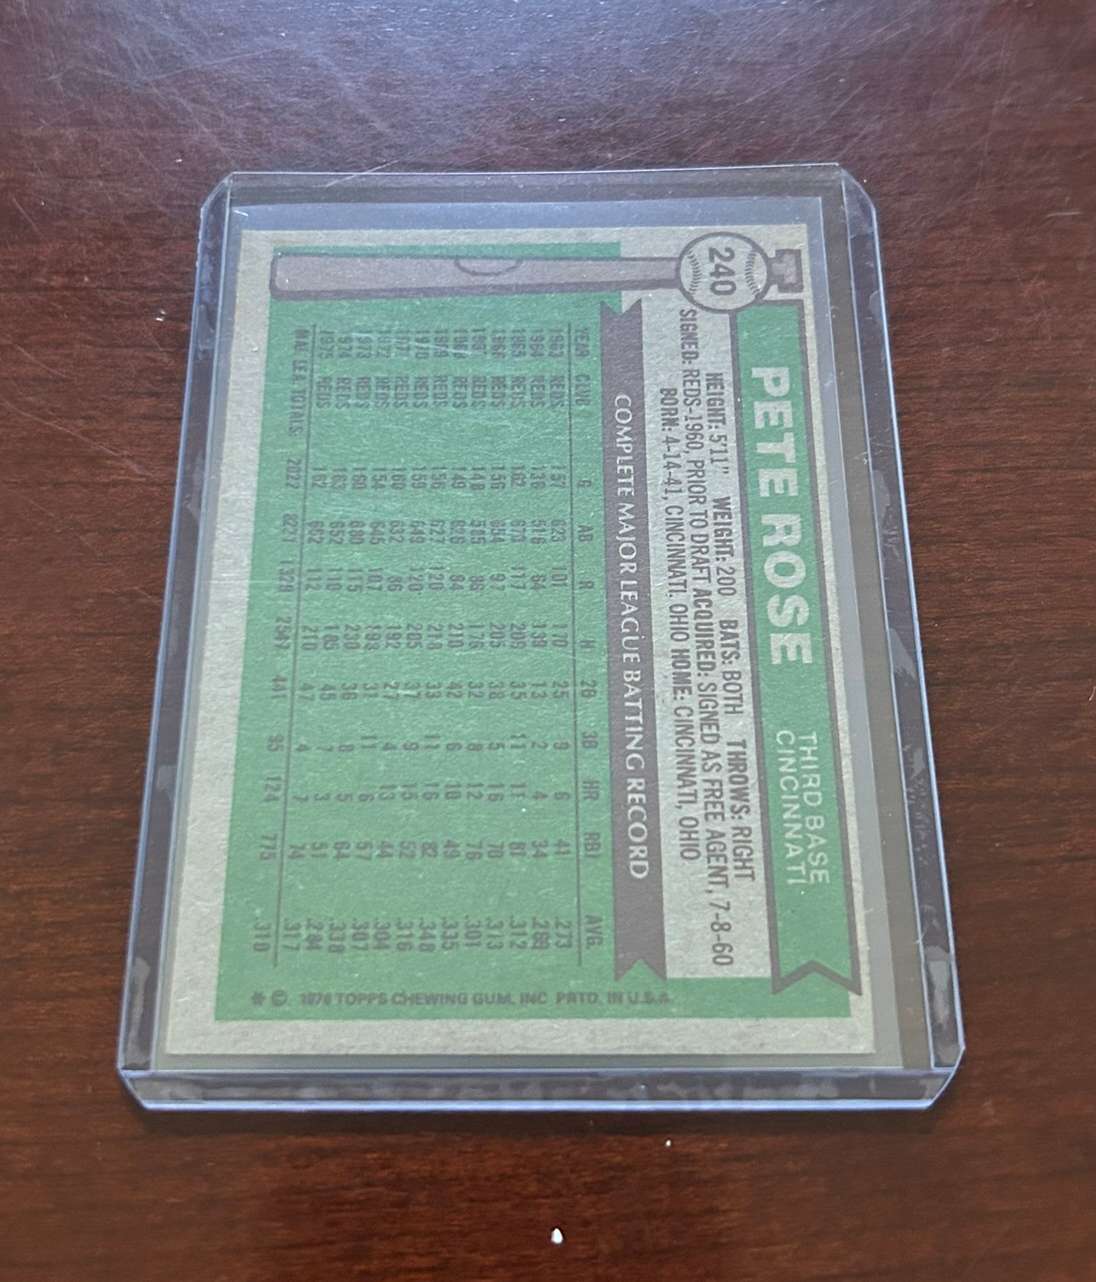 240
PETE ROSE
THIRD BASE
CINCINNATI
HEIGHT: 5'11" WEIGHT: 200 BATS: BOTH THROWS: RIGHT
SIGNED: REDS-1960, PRIOR TO DRAFT ACQUIRED: SIGNED AS FREE AGENT, 7-8-60
BORN: 4-14-41, CINCINNATI, OHIO HOME: CINCINNATI, OHIO
COMPLETE MAJOR LEAGUE BATTING RECORD
YEAR CLUB G AB R H 2B 3B HR RBI AVG.
1963 REDS 157 623 101 170 25 9 6 41 .273
1964 REDS 136 516 64 139 13 2 4 34 .269
1965 REDS 162 670 117 209 35 11 11 81 .312
1966 REDS 156 654 97 205 38 5 16 70 .313
1967 REDS 148 585 86 176 32 8 12 76 .301
1968 REDS 149 626 94 210 42 6 10 49 .335
1969 REDS 156 627 120 218 33 11 16 82 .348
1970 REDS 159 649 120 205 37 9 15 52 .316
1971 REDS 160 632 86 192 27 4 13 44 .304
1972 REDS 154 645 107 198 31 11 6 57 .307
1973 REDS 160 680 115 230 36 8 5 64 .338
1974 REDS 163 652 110 185 45 7 3 51 .284
1975 REDS 162 662 112 210 47 4 7 74 .317
MAJ. LEA. TOTALS 2022 8221 1,329 2547 441 95 124 775 .310
* © 1976 TOPPS CHEWING GUM, INC. PRTD. IN U.S.A.